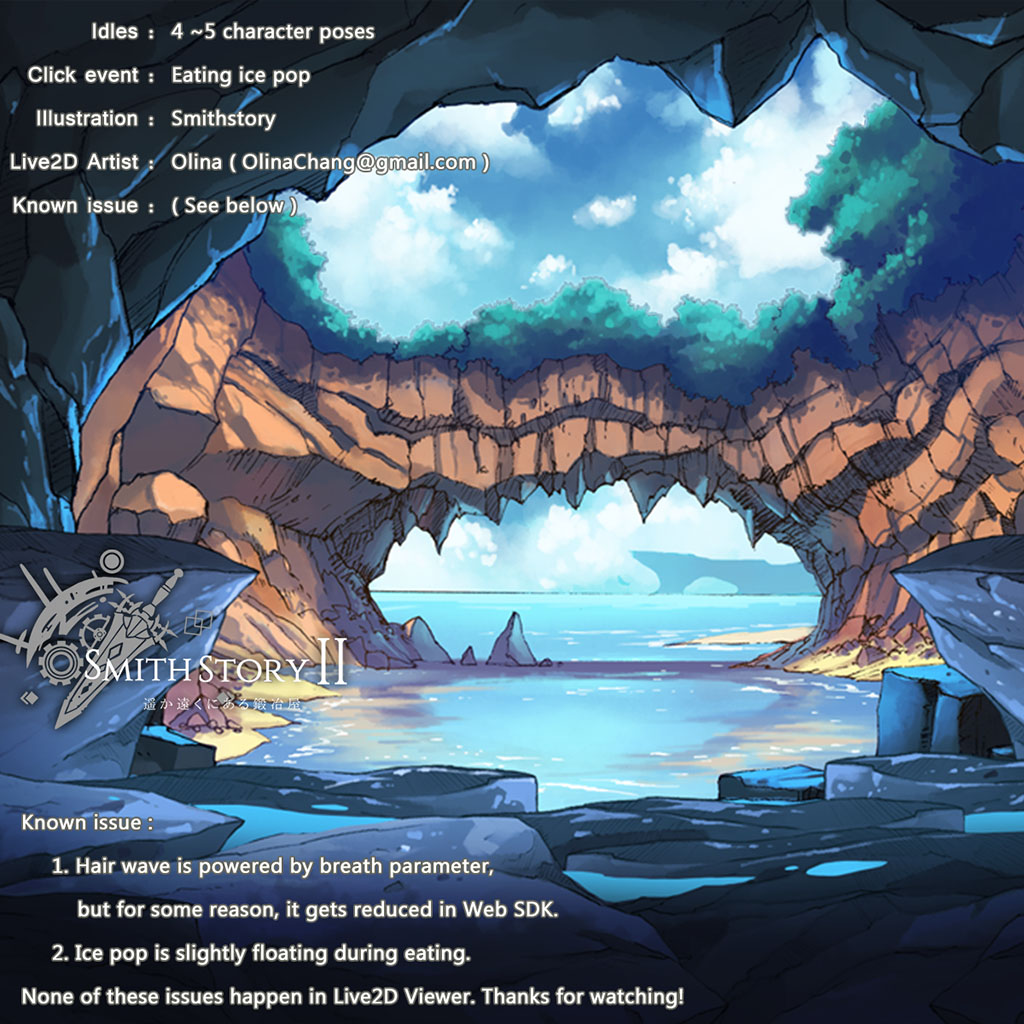 Idles : 4 ~5 character poses
Click event : Eating ice pop
Illustration : Smithstory
Live2D Artist : Olina ( OlinaChang@gmail.com )
Known issue : ( See below )
SMITH STORY II
遥か遠くにある鍛冶屋
Known issue :
1. Hair wave is powered by breath parameter,
but for some reason, it gets reduced in Web SDK.
2. Ice pop is slightly floating during eating.
None of these issues happen in Live2D Viewer. Thanks for watching!